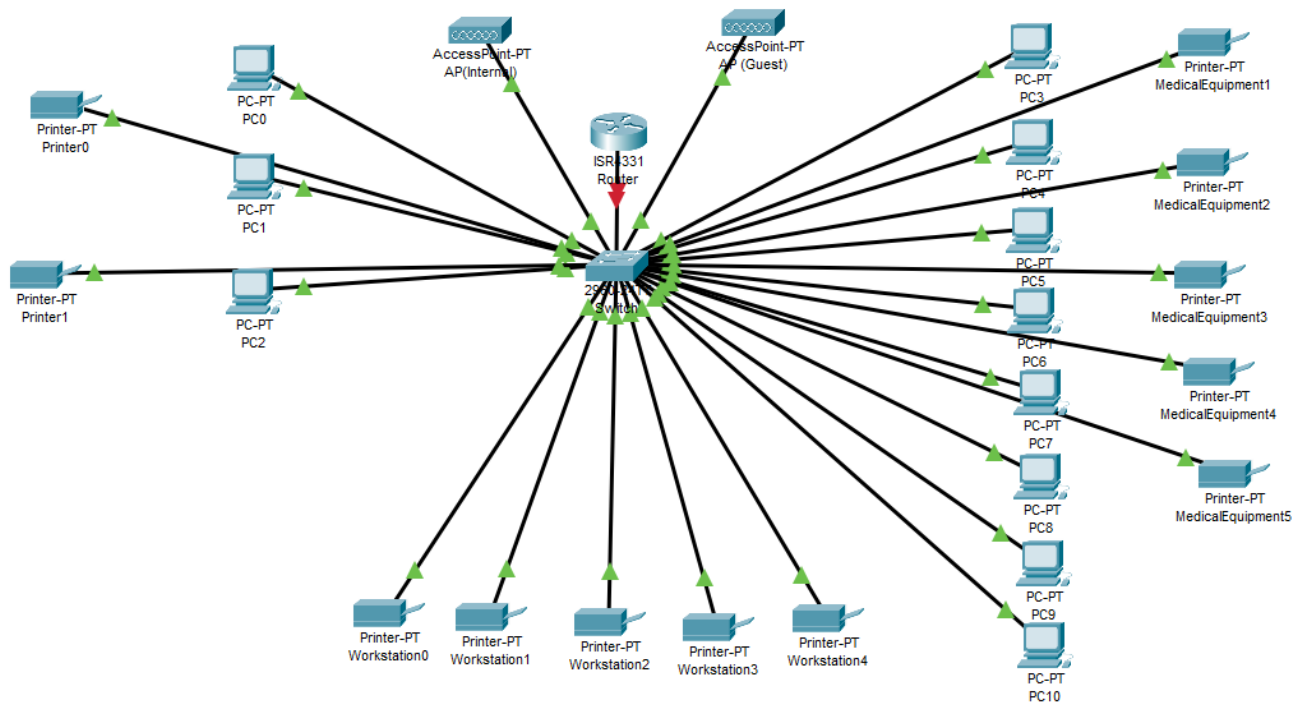 AccessPoint-PT
AP(Internal)
AccessPoint-PT
AP (Guest)
PC-PT
PC0
Printer-PT
Printer0
ISR4331
Router
PC-PT
PC3
Printer-PT
MedicalEquipment1
PC-PT
PC1
PC-PT
PC4
Printer-PT
MedicalEquipment2
Printer-PT
Printer1
PC-PT
PC2
Switch
PC-PT
PC5
Printer-PT
MedicalEquipment3
PC-PT
PC6
Printer-PT
MedicalEquipment4
PC-PT
PC7
Printer-PT
MedicalEquipment5
PC-PT
PC8
PC-PT
PC9
PC-PT
PC10
Printer-PT
Workstation0
Printer-PT
Workstation1
Printer-PT
Workstation2
Printer-PT
Workstation3
Printer-PT
Workstation4